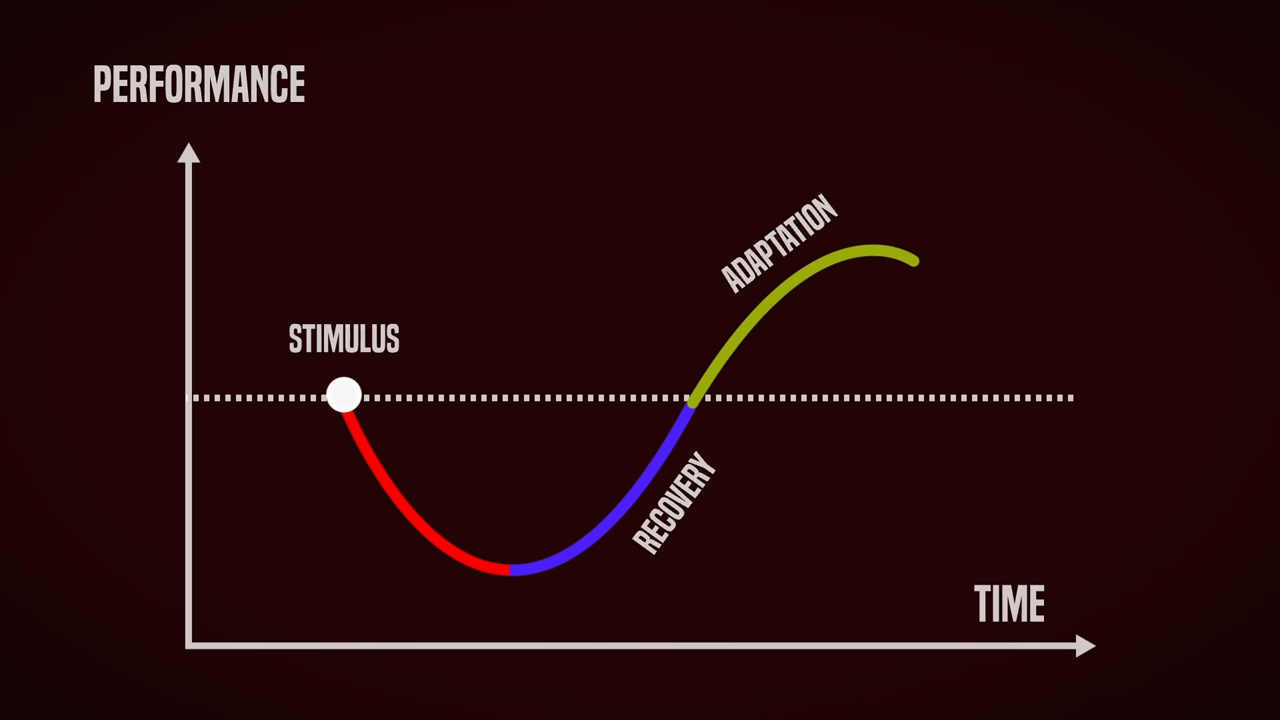 PERFORMANCE
ADAPTATION
STIMULUS
RECOVERY
TIME